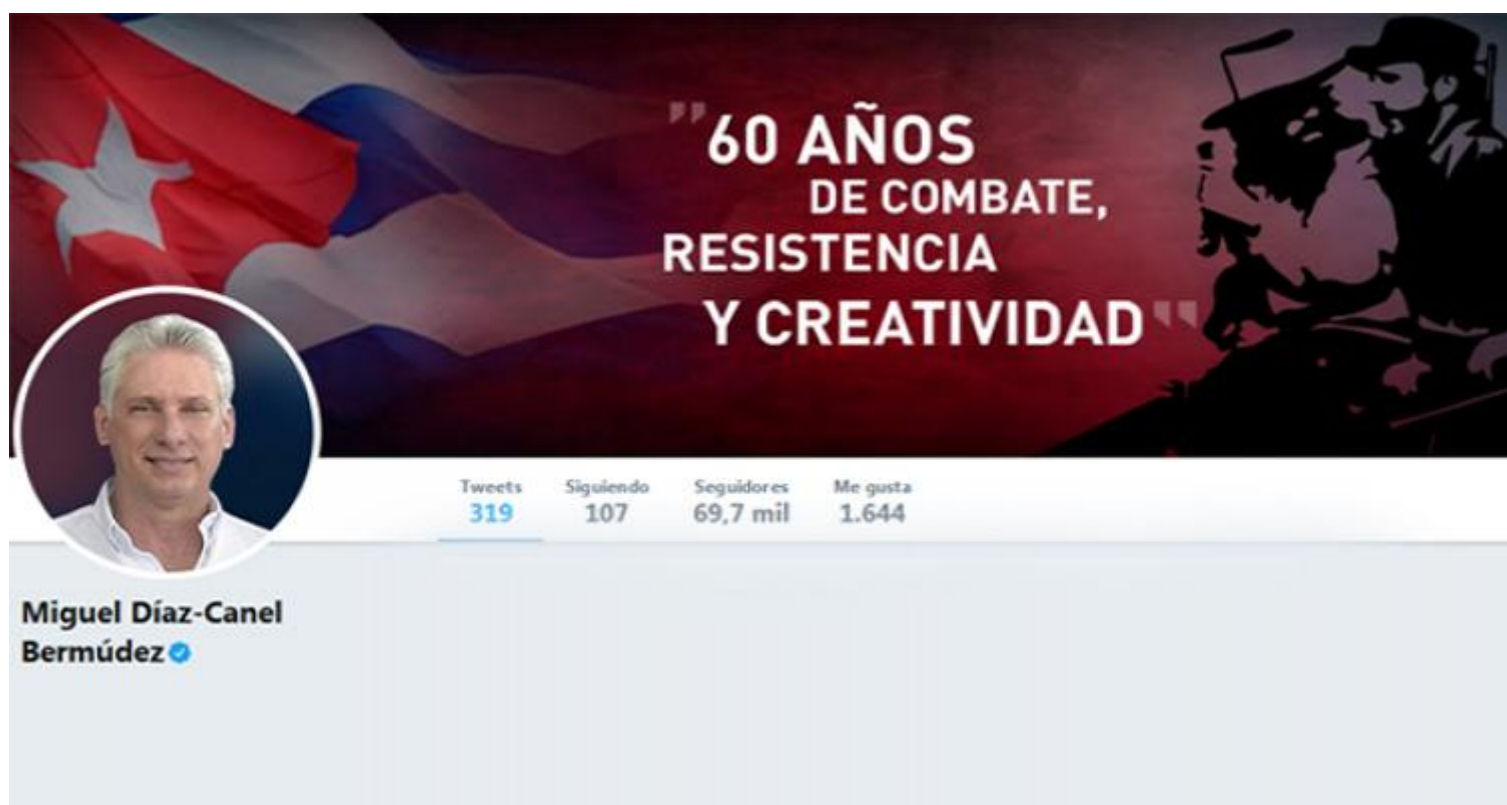 "60 AÑOS
DE COMBATE,
RESISTENCIA
Y CREATIVIDAD"
Tweets Siguiendo Seguidores Me gusta
319 107 69,7 mil 1.644
Miguel Díaz-Canel
Bermúdez